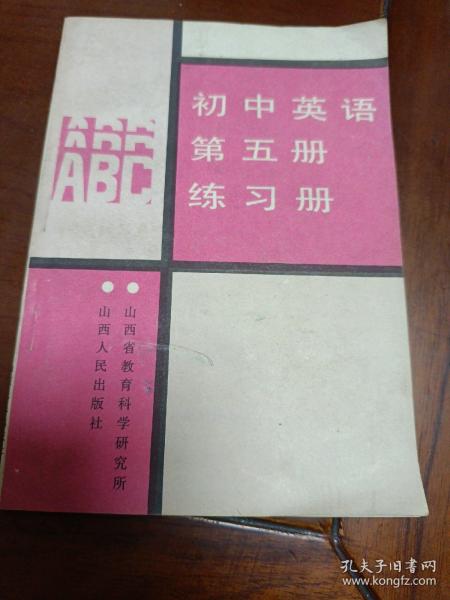 初中英语
第五册
练习册
ABC
山西省教育科学研究所
山西人民出版社
孔夫子旧书网
www.kongfz.com